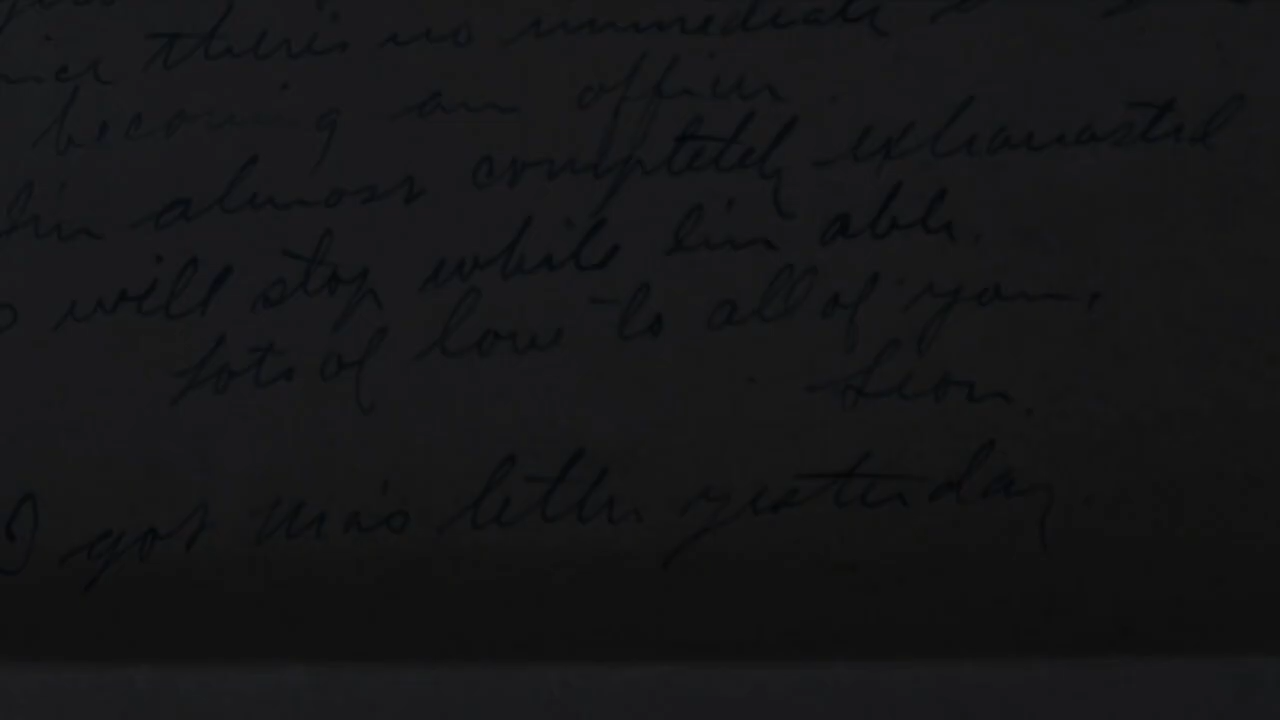 there's no immediate
becoming an officer
I'm almost completely exhausted
will stop while I'm able.
Lots of love to all of you.
Leon.
I got Ma's letter yesterday